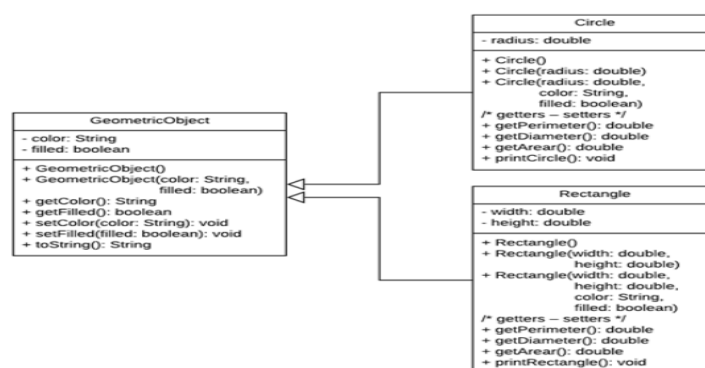 GeometricObject
- color: String
- filled: boolean
+ GeometricObject()
+ GeometricObject(color: String,
filled: boolean)
+ getColor(): String
+ getFilled(): boolean
+ setColor(color: String): void
+ setFilled(filled: boolean): void
+ toString(): String
Circle
- radius: double
+ Circle()
+ Circle(radius: double)
+ Circle(radius: double,
color: String,
filled: boolean)
/* getters – setters */
+ getPerimeter(): double
+ getDiameter(): double
+ getArear(): double
+ printCircle(): void
Rectangle
- width: double
- height: double
+ Rectangle()
+ Rectangle(width: double,
height: double)
+ Rectangle(width: double,
height: double,
color: String,
filled: boolean)
/* getters – setters */
+ getPerimeter(): double
+ getDiameter(): double
+ getArear(): double
+ printRectangle(): void